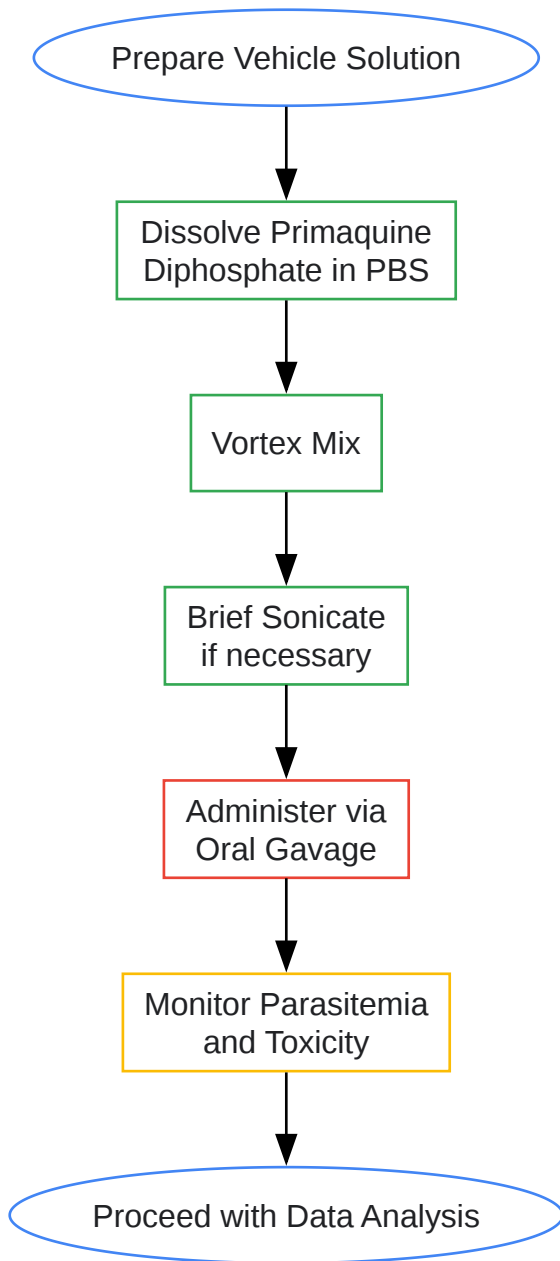 Prepare Vehicle Solution
Dissolve Primaquine
Diphosphate in PBS
Vortex Mix
Brief Sonicate
if necessary
Administer via
Oral Gavage
Monitor Parasitemia
and Toxicity
Proceed with Data Analysis